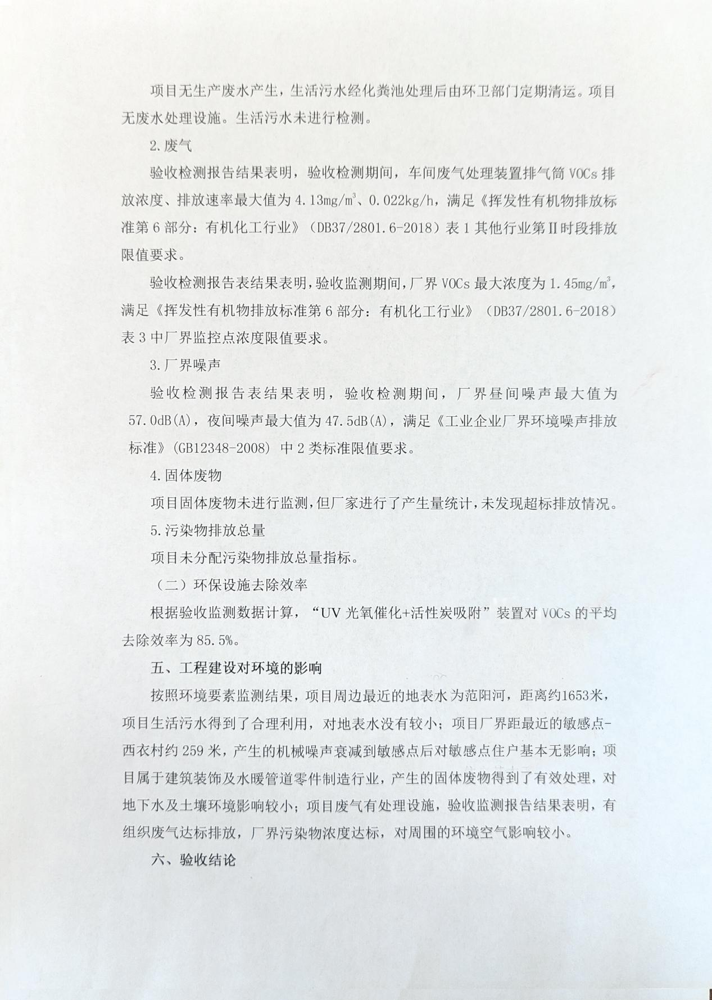 项目无生产废水产生，生活污水经化粪池处理后由环卫部门定期清运。项目
无废水处理设施。生活污水未进行检测。
2.废气
验收检测报告结果表明，验收检测期间，车间废气处理装置排气筒 VOCs 排
放浓度、排放速率最大值为 4.13mg/m³、0.022kg/h，满足《挥发性有机物排放标
准第 6 部分：有机化工行业》（DB37/2801.6-2018）表 1 其他行业第Ⅱ时段排放
限值要求。
验收检测报告表结果表明，验收监测期间，厂界 VOCs 最大浓度为 1.45mg/m³，
满足《挥发性有机物排放标准第 6 部分：有机化工行业》（DB37/2801.6-2018）
表 3 中厂界监控点浓度限值要求。
3.厂界噪声
验收检测报告表结果表明，验收检测期间，厂界昼间噪声最大值为
57.0dB(A)，夜间噪声最大值为 47.5dB(A)，满足《工业企业厂界环境噪声排放
标准》(GB12348-2008) 中 2 类标准限值要求。
4.固体废物
项目固体废物未进行监测，但厂家进行了产生量统计，未发现超标排放情况。
5.污染物排放总量
项目未分配污染物排放总量指标。
（二）环保设施去除效率
根据验收监测数据计算，“UV 光氧催化+活性炭吸附”装置对 VOCs 的平均
去除效率为 85.5%。
五、工程建设对环境的影响
按照环境要素监测结果，项目周边最近的地表水为范阳河，距离约1653米，
项目生活污水得到了合理利用，对地表水没有较小；项目厂界距最近的敏感点-
西衣村约 259 米，产生的机械噪声衰减到敏感点后对敏感点住户基本无影响；项
目属于建筑装饰及水暖管道零件制造行业，产生的固体废物得到了有效处理，对
地下水及土壤环境影响较小；项目废气有处理设施，验收监测报告结果表明，有
组织废气达标排放，厂界污染物浓度达标，对周围的环境空气影响较小。
六、验收结论